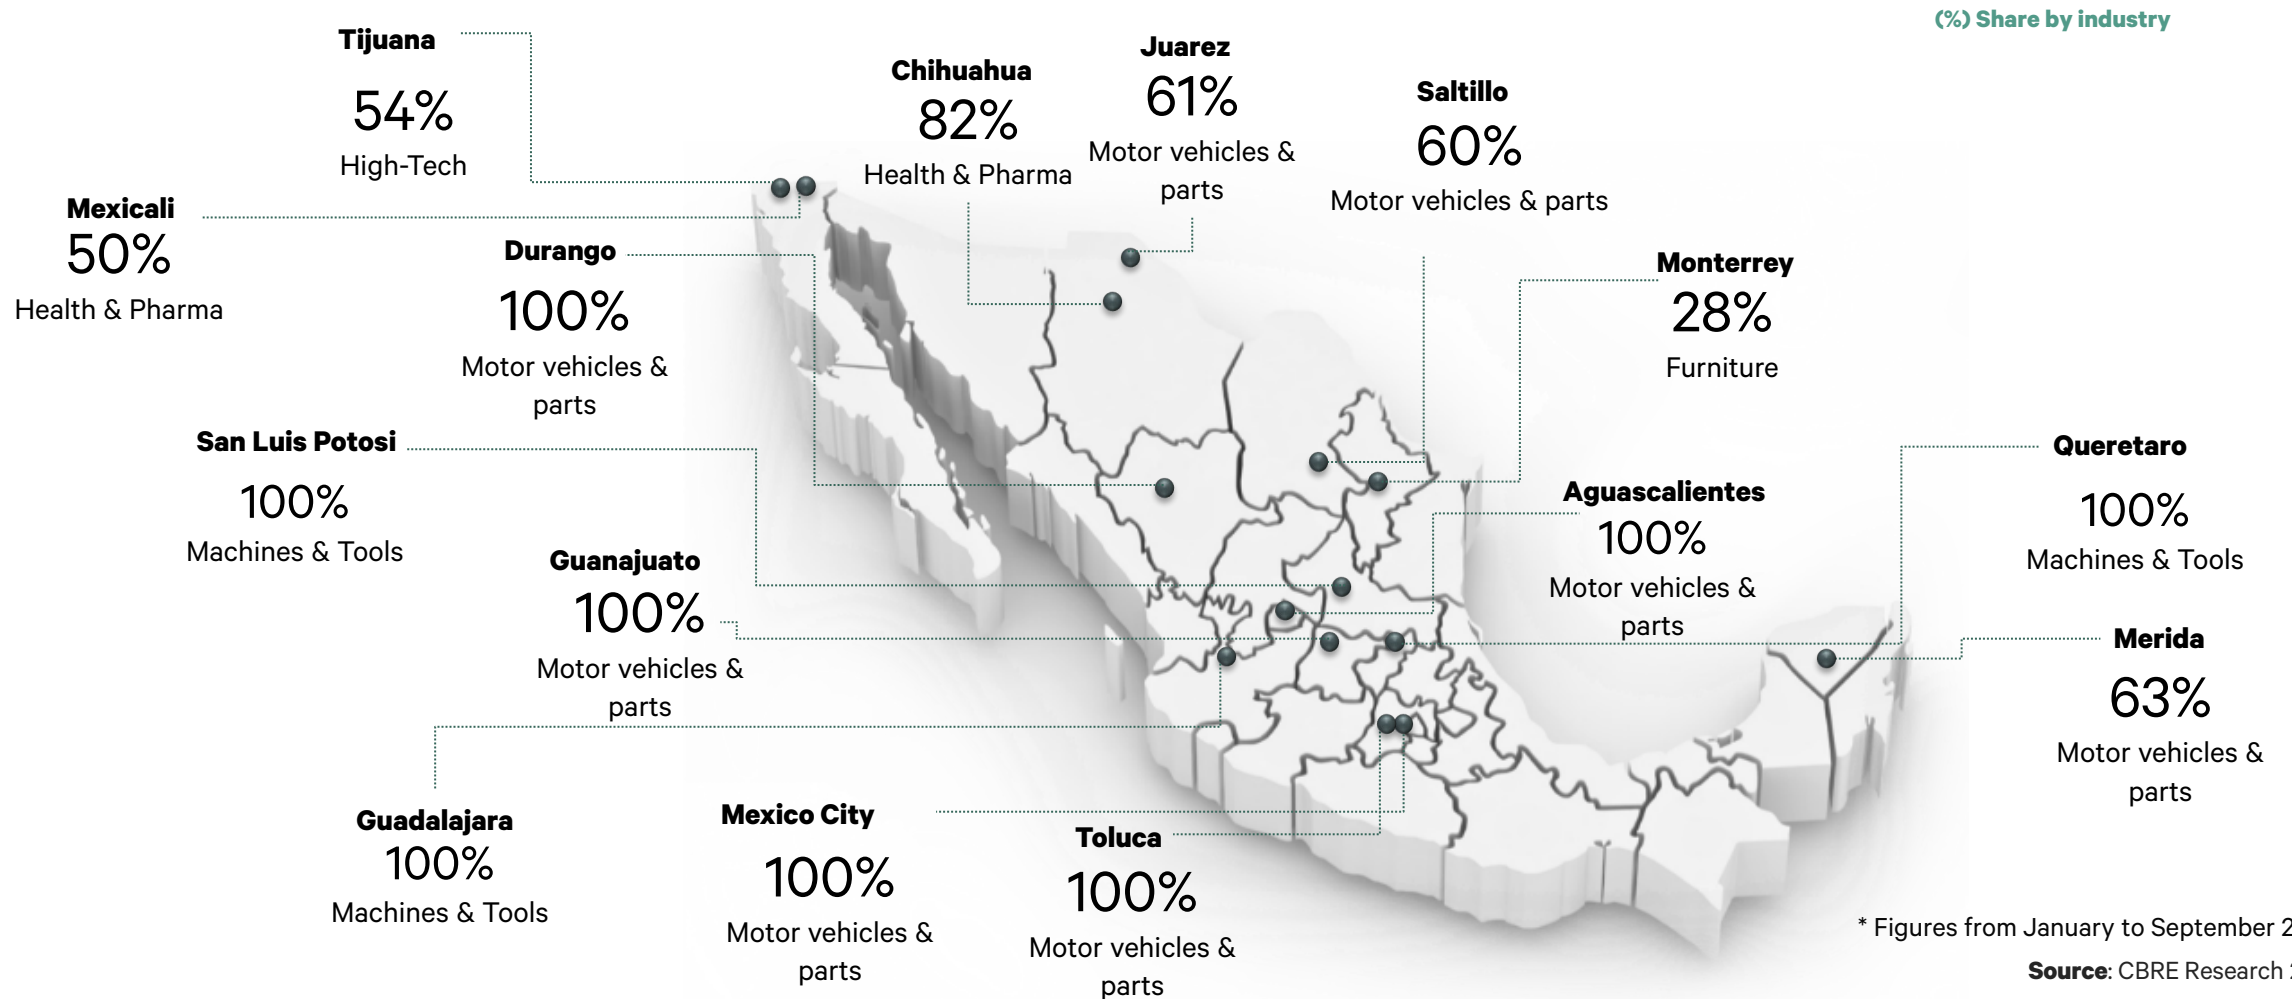 (%) Share by industry
Tijuana
54%
High-Tech
Chihuahua
82%
Health & Pharma
Juarez
61%
Motor vehicles &
parts
Saltillo
60%
Motor vehicles & parts
Mexicali
50%
Health & Pharma
Durango
100%
Motor vehicles &
parts
Monterrey
28%
Furniture
San Luis Potosi
100%
Machines & Tools
Aguascalientes
100%
Motor vehicles &
parts
Queretaro
100%
Machines & Tools
Guanajuato
100%
Motor vehicles &
parts
Merida
63%
Motor vehicles &
parts
Guadalajara
100%
Machines & Tools
Mexico City
100%
Motor vehicles &
parts
Toluca
100%
Motor vehicles &
parts
* Figures from January to September
Source: CBRE Research